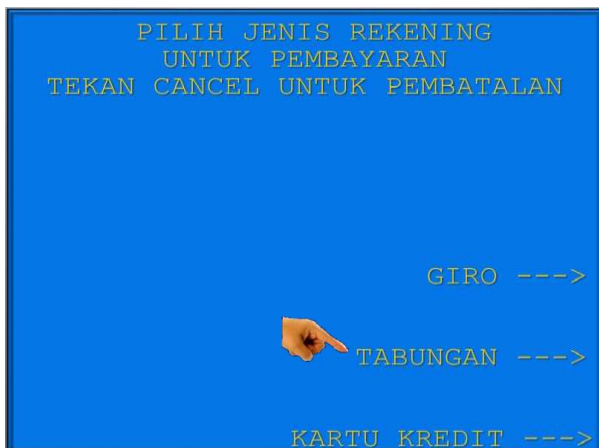 PILIH JENIS REKENING
UNTUK PEMBAYARAN
TEKAN CANCEL UNTUK PEMBATALAN
GIRO --->
TABUNGAN --->
KARTU KREDIT --->